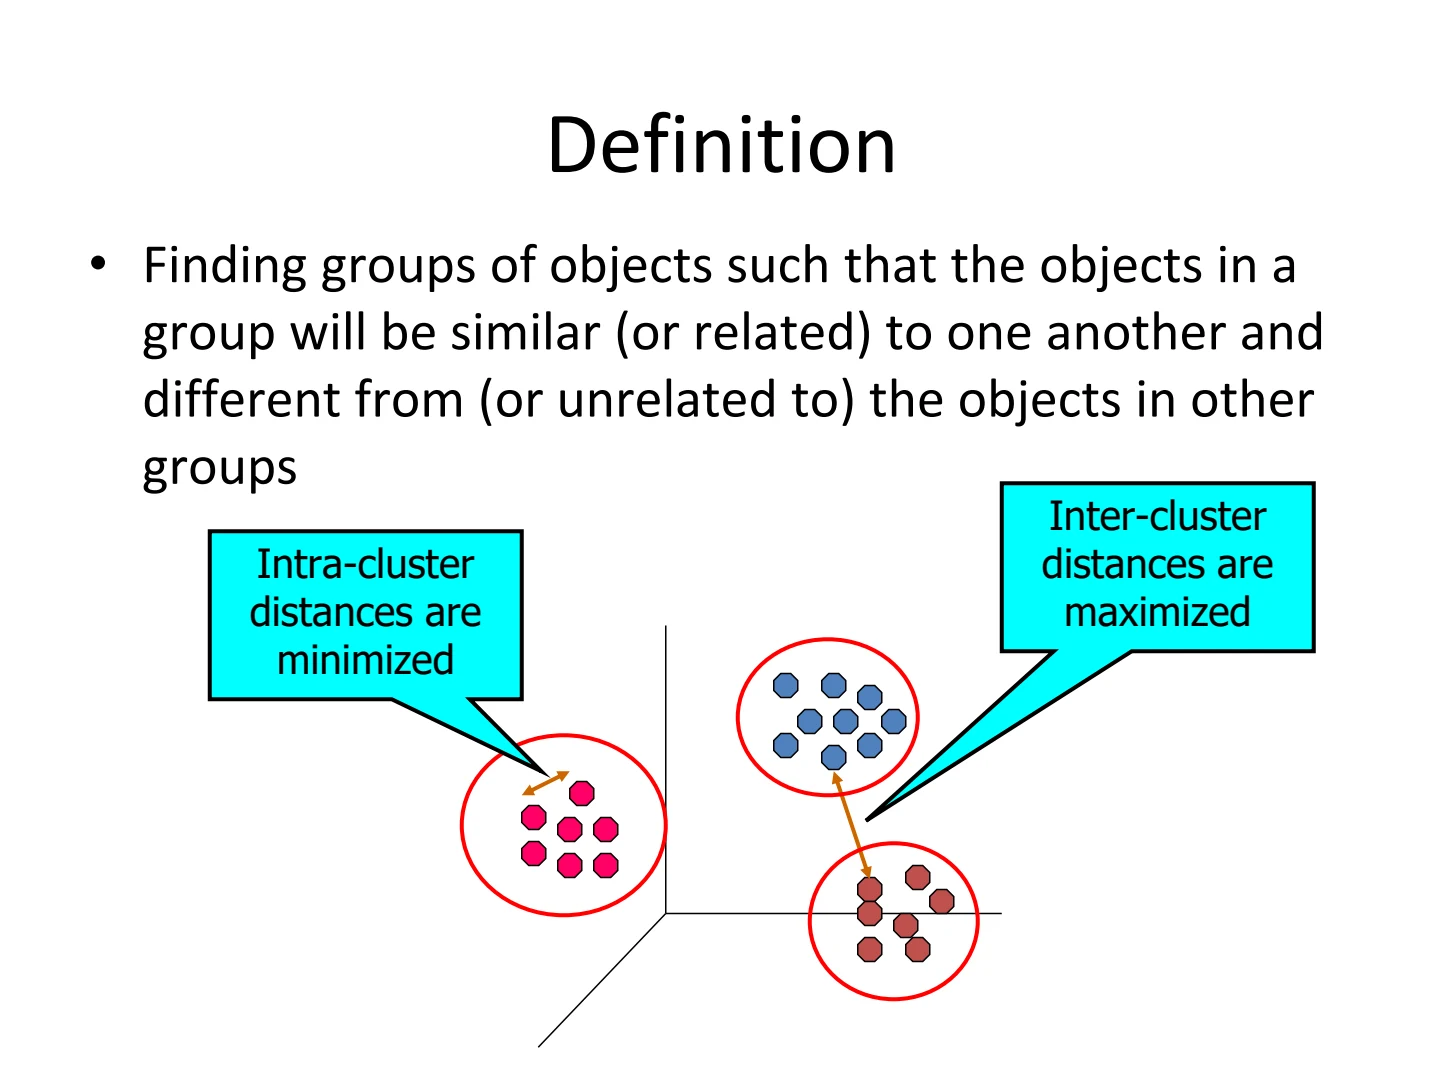 Definition
• Finding groups of objects such that the objects in a
group will be similar (or related) to one another and
different from (or unrelated to) the objects in other
groups
Intra-cluster
distances are
minimized
Inter-cluster
distances are
maximized